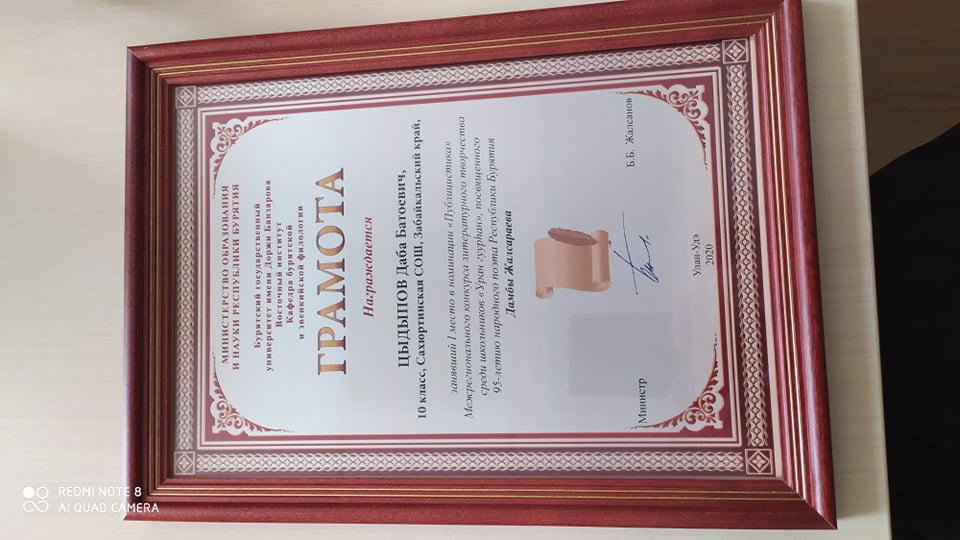 МИНИСТЕРСТВО ОБРАЗОВАНИЯ
И НАУКИ РЕСПУБЛИКИ БУРЯТИЯ
Бурятский государственный
университет имени Доржи Банзарова
Восточный институт
Кафедра бурятской
и эвенкийской филологии
ГРАМОТА
Награждается
ЦЫДЫПОВ Даба Батоевич,
10 класс, Сахюртинская СОШ, Забайкальский край,
занявший I место в номинации «Публицистика»
Межрегионального конкурса литературного творчества
среди школьников «Уран гуурһан», посвященного
95-летию народного поэта Республики Бурятия
Дамбы Жалсараева
Министр Б.Б. Жалсанов
Улан-Удэ
2020
REDMI NOTE 8
AI QUAD CAMERA